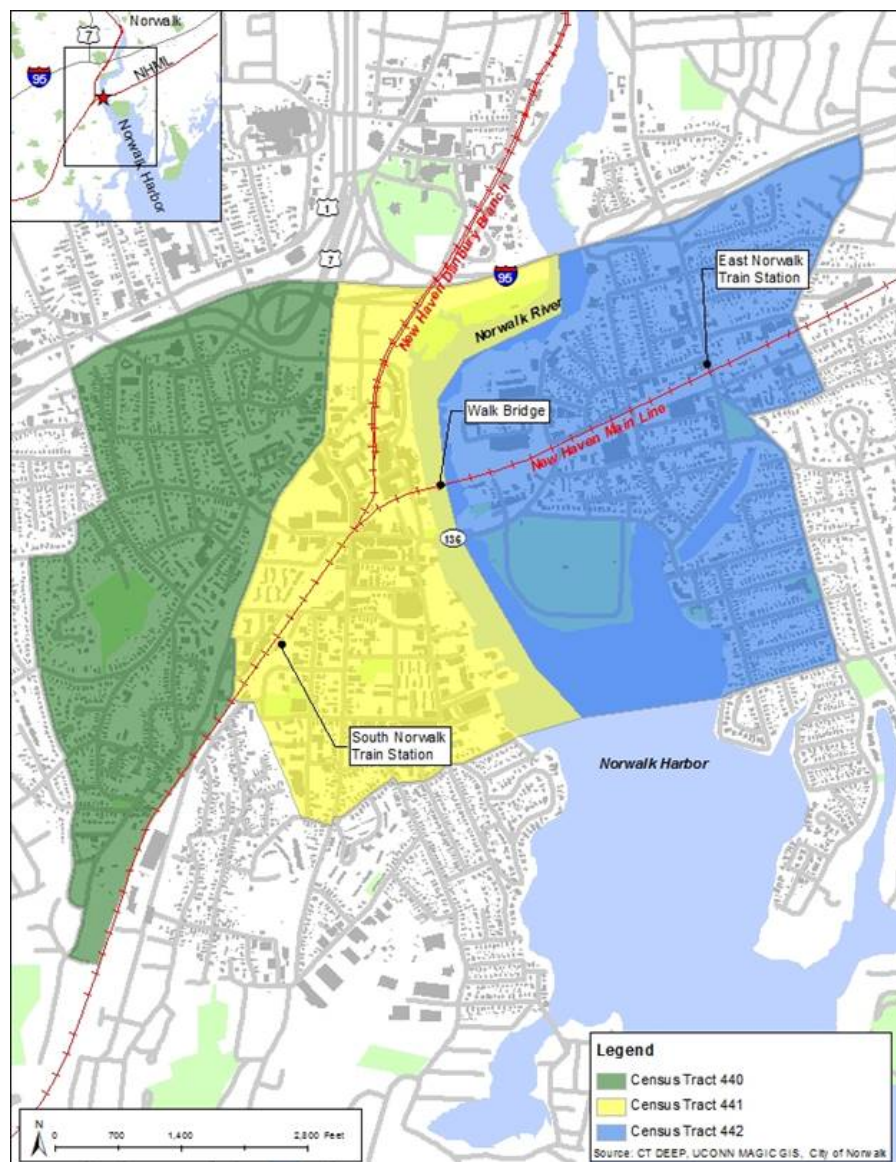 Norwalk
7
NHML
95
Norwalk Harbor
1
7
New Haven Danbury Branch
95
Norwalk River
East Norwalk
Train Station
Walk Bridge
New Haven Main Line
136
South Norwalk
Train Station
Norwalk Harbor
Legend
Census Tract 440
Census Tract 441
Census Tract 442
N
0 700 1,400 2,800 Feet
Source: CT DEEP, UCONN MAGIC GIS, City of Norwalk